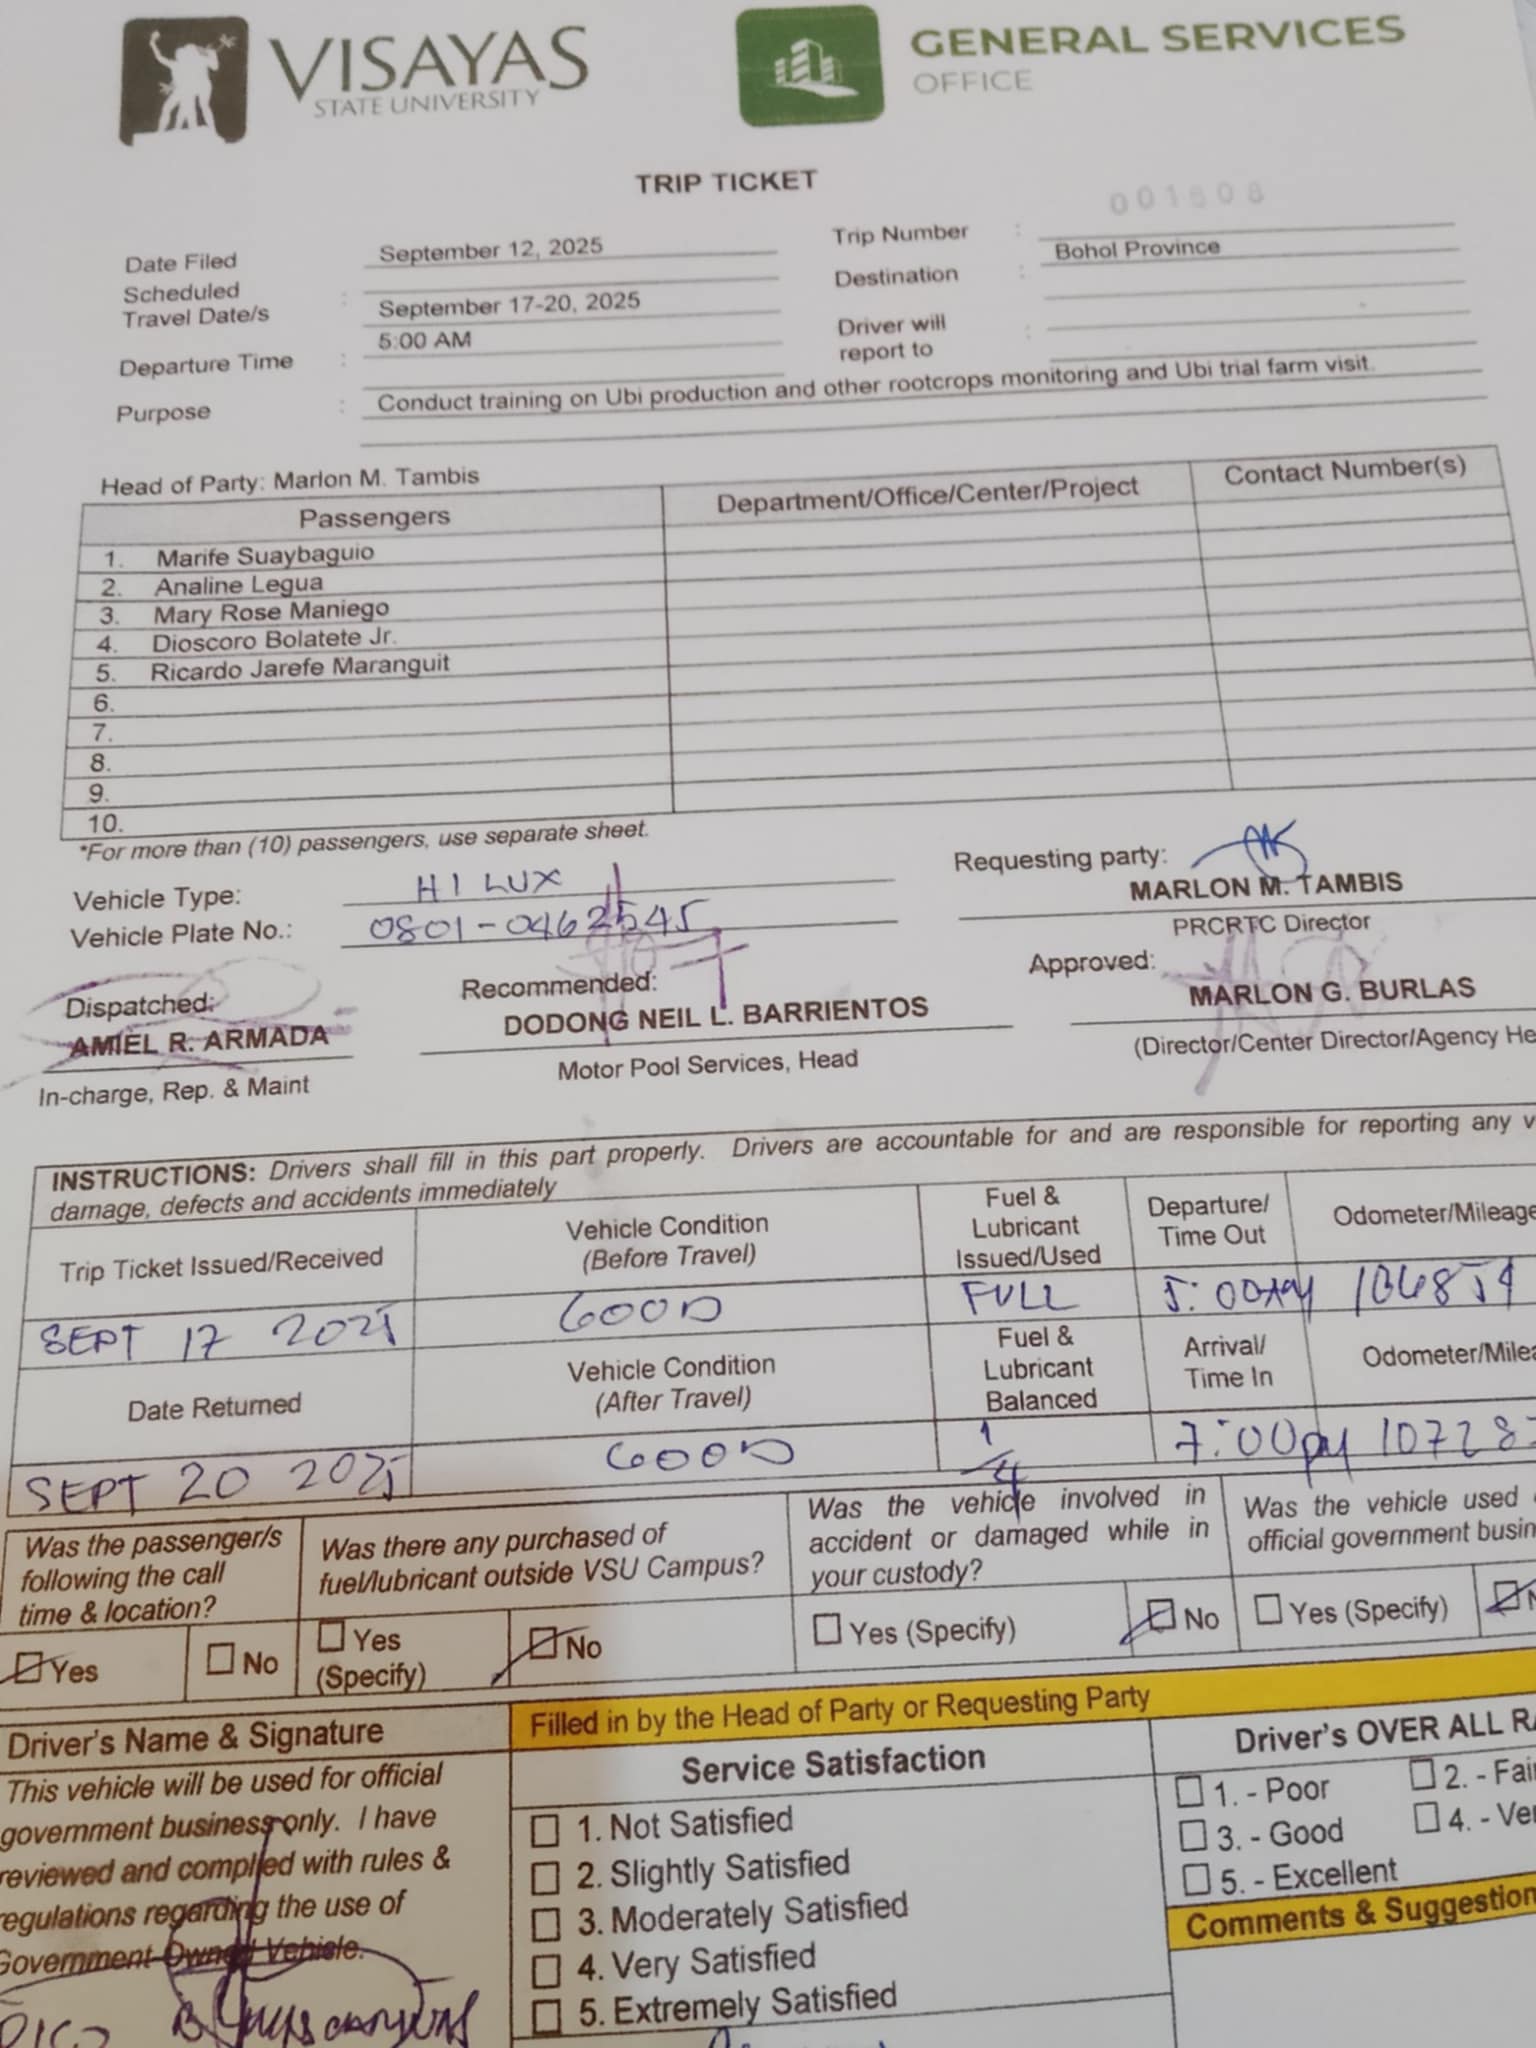 VISAYAS
STATE UNIVERSITY
GENERAL SERVICES
OFFICE
TRIP TICKET
Date Filed September 12, 2025
Trip Number : 001608
Scheduled Travel Date/s : September 17-20, 2025
Destination : Bohol Province
Departure Time : 5:00 AM
Driver will report to :
Purpose : Conduct training on Ubi production and other rootcrops monitoring and Ubi trial farm visit.
Head of Party: Marlon M. Tambis
Passengers Department/Office/Center/Project Contact Number(s)
1. Marife Suaybaguio
2. Analine Legua
3. Mary Rose Maniego
4. Dioscoro Bolatete Jr.
5. Ricardo Jarefe Maranguit
6.
7.
8.
9.
10.
*For more than (10) passengers, use separate sheet.
Vehicle Type: HI LUX
Vehicle Plate No.: 0801-0462545
Requesting party:
MARLON M. TAMBIS
PRCRTC Director
Dispatched:
AMIEL R. ARMADA
In-charge, Rep. & Maint
Recommended:
DODONG NEIL L. BARRIENTOS
Motor Pool Services, Head
Approved:
MARLON G. BURLAS
(Director/Center Director/Agency He
INSTRUCTIONS: Drivers shall fill in this part properly. Drivers are accountable for and are responsible for reporting any v
damage, defects and accidents immediately
Trip Ticket Issued/Received
Vehicle Condition
(Before Travel)
Fuel &
Lubricant
Issued/Used
Departure/
Time Out
Odometer/Mileage
SEPT 17 2025 GOOD FULL 5:00AM
Date Returned
Vehicle Condition
(After Travel)
Fuel &
Lubricant
Balanced
Arrival/
Time In
Odometer/Milea
SEPT 20 2025 GOOD 1/4 7:00PM 107283
Was the passenger/s
following the call
time & location?
Was there any purchased of
fuel/lubricant outside VSU Campus?
Was the vehicle involved in
accident or damaged while in
your custody?
Was the vehicle used
official government busin
Yes No
Yes (Specify) No
Yes (Specify) No
Yes (Specify) N
Driver's Name & Signature
This vehicle will be used for official
government business only. I have
reviewed and complied with rules &
egulations regarding the use of
Government Owned Vehicle.
Filled in by the Head of Party or Requesting Party
Service Satisfaction
1. Not Satisfied
2. Slightly Satisfied
3. Moderately Satisfied
4. Very Satisfied
5. Extremely Satisfied
Driver's OVER ALL RA
1. - Poor 2. - Fair
3. - Good 4. - Ver
5. - Excellent
Comments & Suggestion